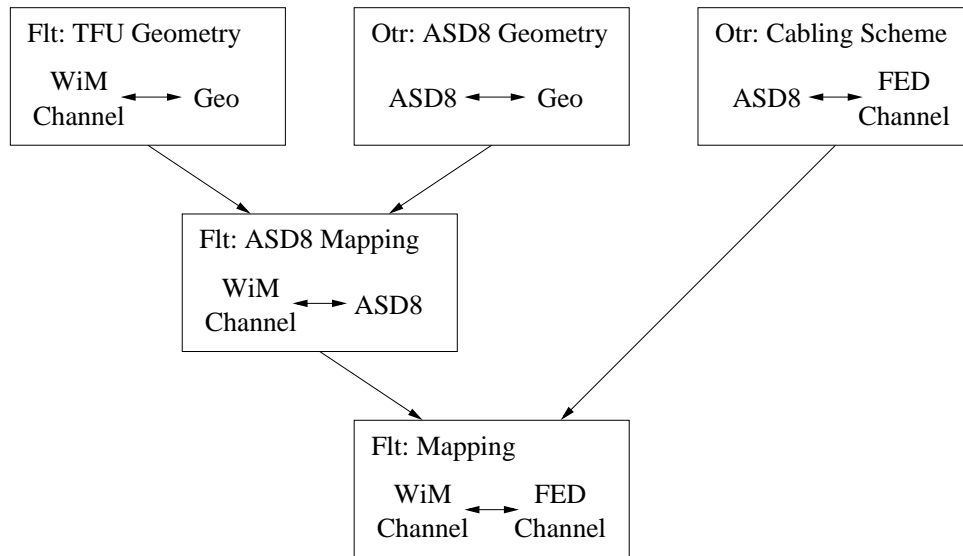 Flt: TFU Geometry
WiM
Channel
Geo
Otr: ASD8 Geometry
ASD8
Geo
Otr: Cabling Scheme
ASD8
FED
Channel
Flt: ASD8 Mapping
WiM
Channel
ASD8
Flt: Mapping
WiM
Channel
FED
Channel